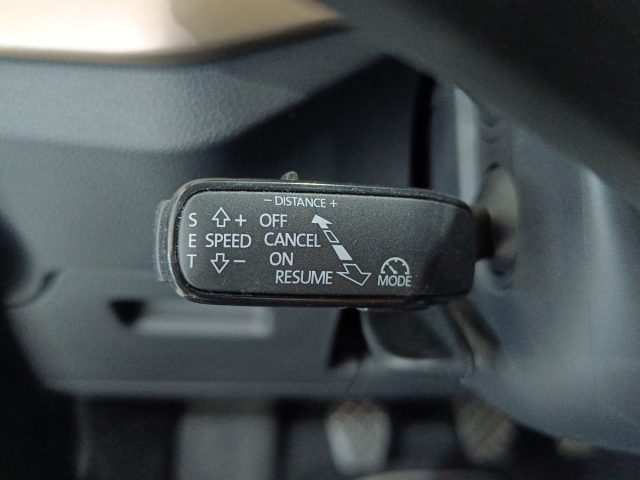 - DISTANCE +
S + OFF
E SPEED CANCEL
T - ON
RESUME
MODE